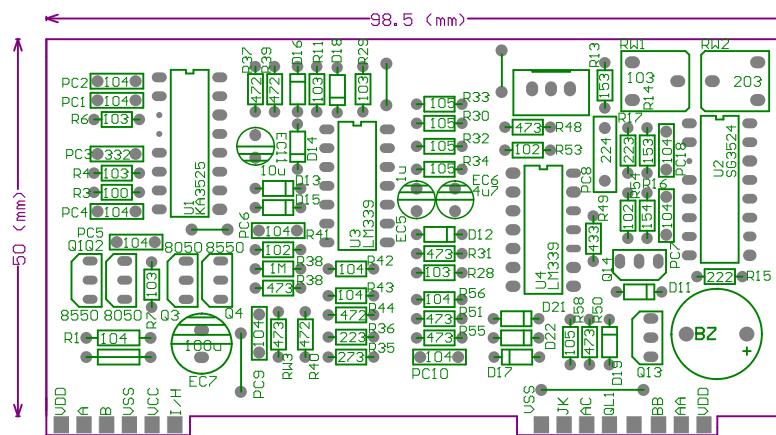 98.5 (mm)
50 (mm)
PC2 104
PC1 104
R6 103
PC3 332
R4 103
R3 100
PC4 104
U1
KA3525
PC5 104
Q1Q2
8050 8550
8550 8050
R7 103
Q3
Q4
R1 104
100u
EC7
R37 472
R39 472
D16
R11 103
D18
R29 103
EC11
10u
D14
D13
D15
PC6
104 R41
102
1M R38
473 R38
U3
LM339
104 R42
104 R43
472 R44
223 R36
273 R35
PC9 104
473 RW3
472 R40
105 R33
105 R30
105 R32
105 R34
1u
EC5
EC6
4u7
D12
473 R31
103 R28
104 R56
473 R51
473 R55
104
PC10
473 R48
102 R53
U4
LM339
D21
D22
D17
R13 153
RW1
103
R14
RW2
203
PC8 224
R17 223
153
R16
PC18 104
R54 102
154
104
R49 433
U2
SG3524
Q14
PC7
222 R15
D11
BZ
+
R58 105
R50 473
D19
Q13
VDD
A
B
VSS
VCC
I/H
VSS
JK
AC
QL1
BB
AA
VDD